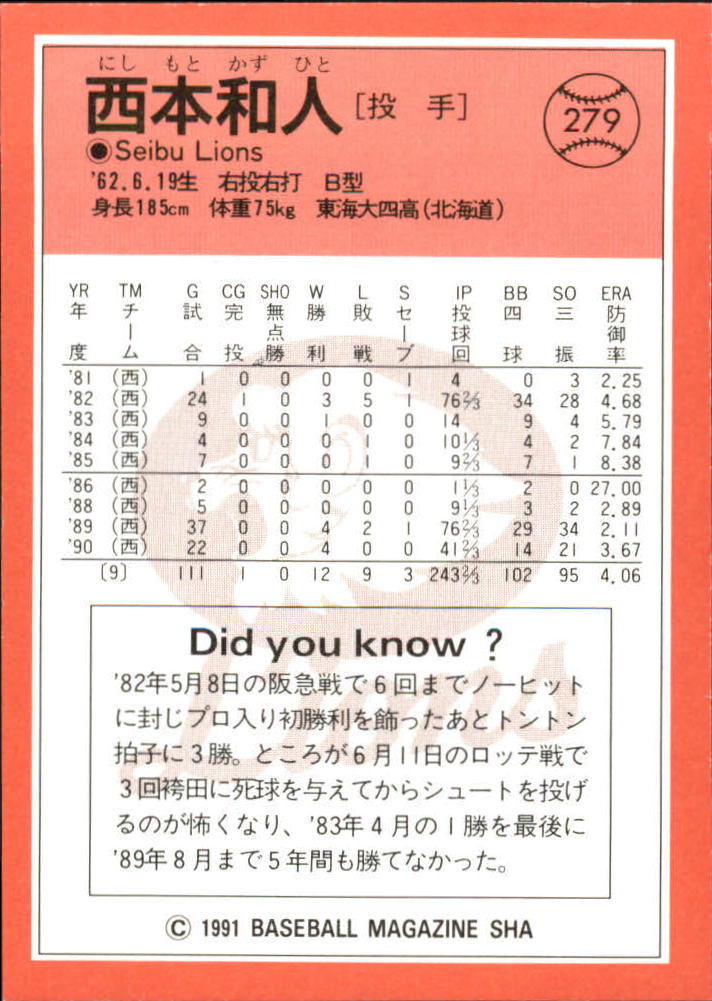 にし もと かず ひと
西本和人[投 手]
279
●Seibu Lions
'62.6.19生 右投右打 B型
身長185cm 体重75kg 東海大四高(北海道)
YR TM G CG SHO W L S IP BB SO ERA
年度 チーム 試合 完投 無点勝 勝利 敗戦 セーブ 投球回 四球 三振 防御率
'81 (西) 1 0 0 0 0 1 4 0 3 2.25
'82 (西) 24 1 0 3 5 1 76⅔ 34 28 4.68
'83 (西) 9 0 0 1 0 0 14 9 4 5.79
'84 (西) 4 0 0 0 1 0 10⅓ 4 2 7.84
'85 (西) 7 0 0 0 1 0 9⅔ 7 1 8.38
'86 (西) 2 0 0 0 0 0 1⅓ 2 0 27.00
'88 (西) 5 0 0 0 0 0 9⅓ 3 2 2.89
'89 (西) 37 0 0 4 2 1 76⅔ 29 34 2.11
'90 (西) 22 0 0 4 0 0 41⅔ 14 21 3.67
〔9〕 111 1 0 12 9 3 243⅔ 102 95 4.06
Lions
Did you know ?
'82年5月8日の阪急戦で6回までノーヒット
に封じプロ入り初勝利を飾ったあとトントン
拍子に3勝。ところが6月11日のロッテ戦で
3回袴田に死球を与えてからシュートを投げ
るのが怖くなり、'83年4月の1勝を最後に
'89年8月まで5年間も勝てなかった。
© 1991 BASEBALL MAGAZINE SHA